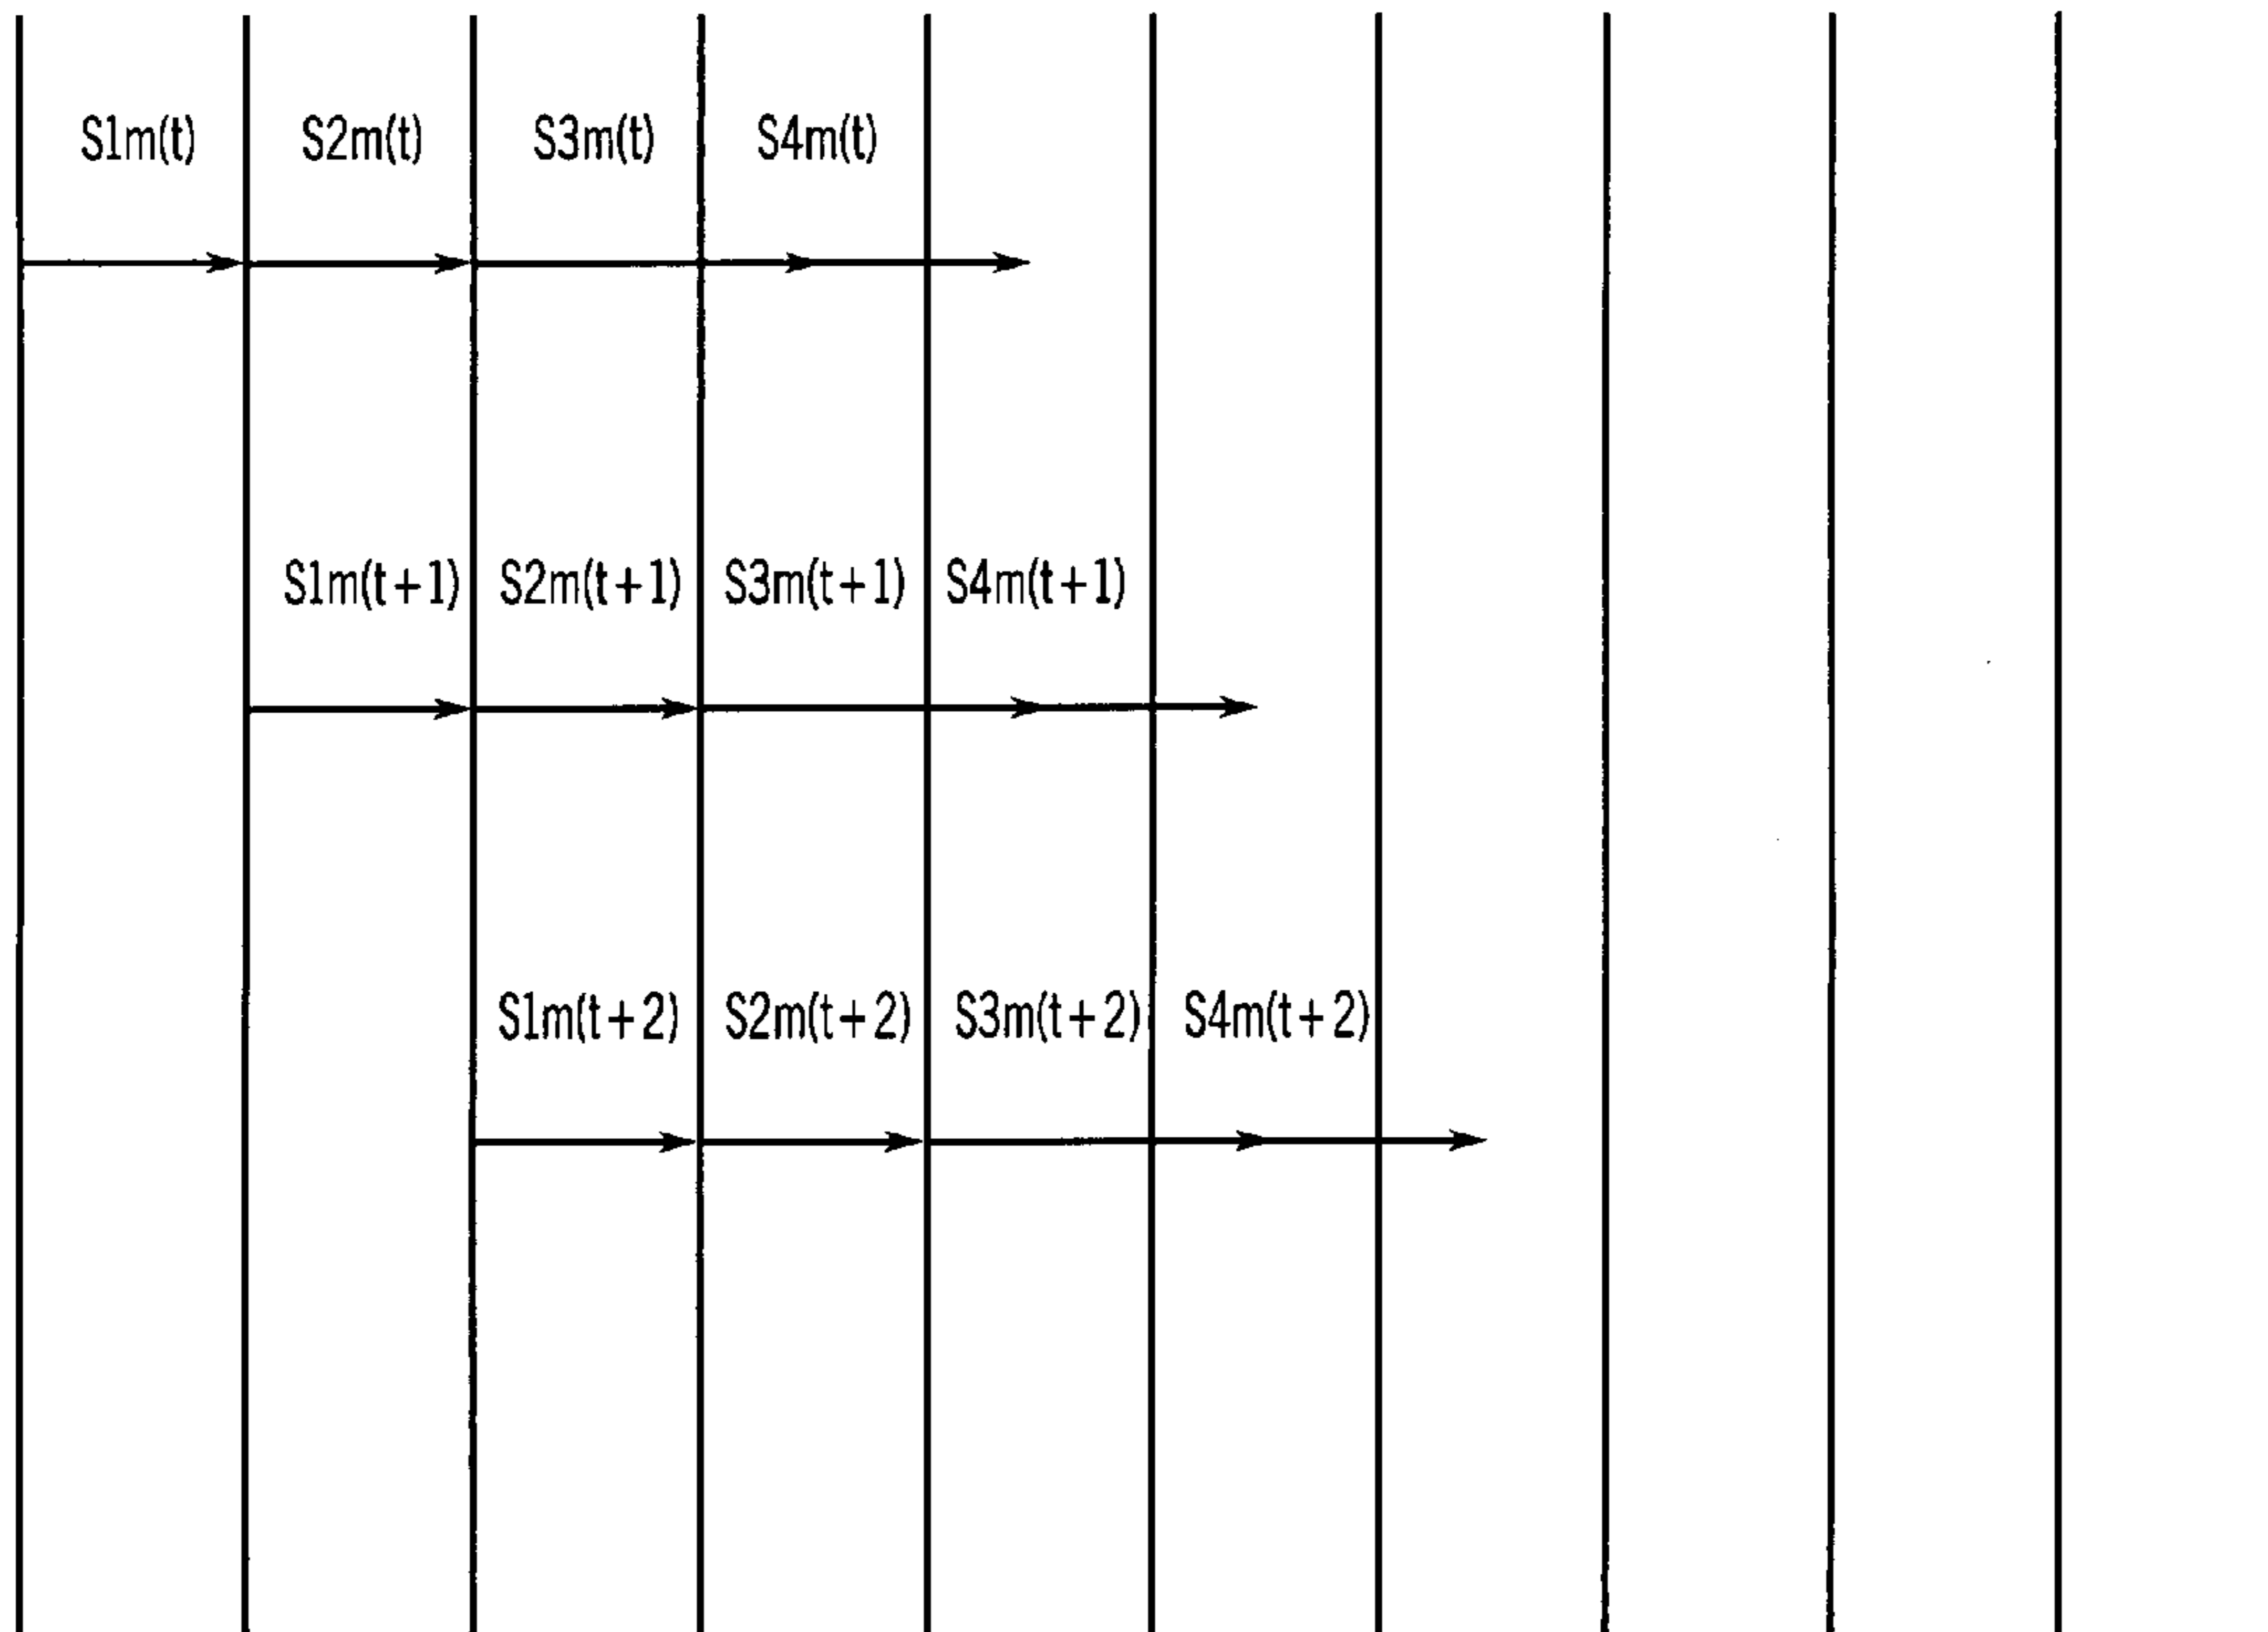 S1m(t) S2m(t) S3m(t) S4m(t)
S1m(t+1) S2m(t+1) S3m(t+1) S4m(t+1)
S1m(t+2) S2m(t+2) S3m(t+2) S4m(t+2)